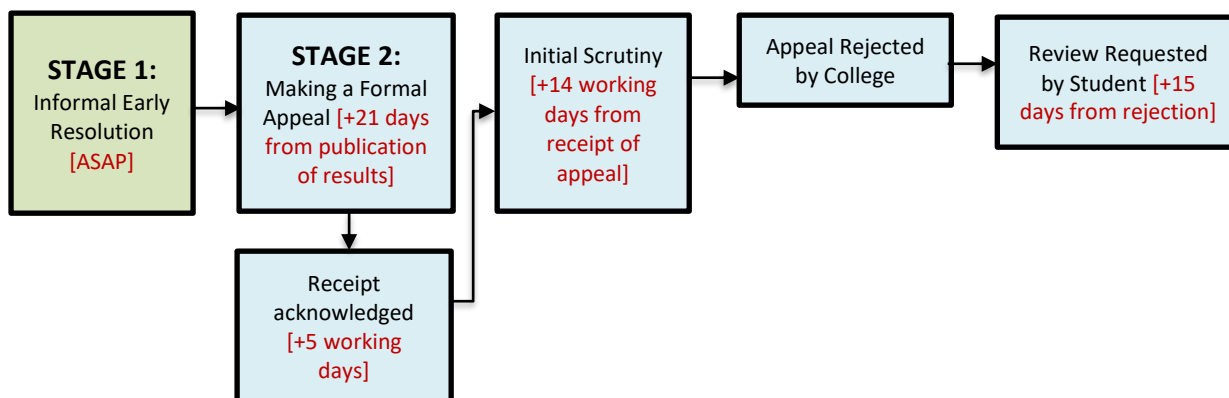 STAGE 1:
Informal Early
Resolution
[ASAP]
STAGE 2:
Making a Formal
Appeal [+21 days
from publication
of results]
Receipt
acknowledged
[+5 working
days]
Initial Scrutiny
[+14 working
days from
receipt of
appeal]
Appeal Rejected
by College
Review Requested
by Student [+15
days from rejection]